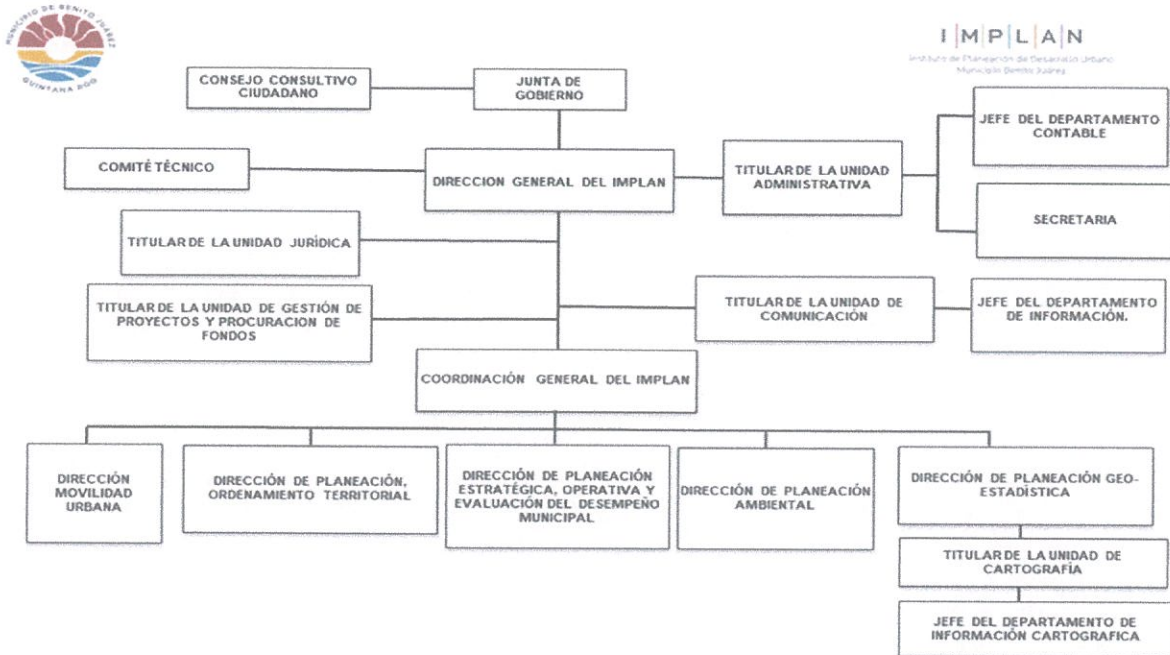 MUNICIPIO DE BENITO JUÁREZ
QUINTANA ROO
I|M|P|L|A|N
Instituto de Planeación de Desarrollo Urbano
Municipio Benito Juárez
CONSEJO CONSULTIVO
CIUDADANO
JUNTA DE
GOBIERNO
JEFE DEL DEPARTAMENTO
CONTABLE
COMITÉ TÉCNICO
DIRECCION GENERAL DEL IMPLAN
TITULAR DE LA UNIDAD
ADMINISTRATIVA
SECRETARIA
TITULAR DE LA UNIDAD JURÍDICA
TITULAR DE LA UNIDAD DE GESTIÓN DE
PROYECTOS Y PROCURACION DE
FONDOS
TITULAR DE LA UNIDAD DE
COMUNICACIÓN
JEFE DEL DEPARTAMENTO
DE INFORMACIÓN.
COORDINACIÓN GENERAL DEL IMPLAN
DIRECCIÓN
MOVILIDAD
URBANA
DIRECCIÓN DE PLANEACIÓN,
ORDENAMIENTO TERRITORIAL
DIRECCIÓN DE PLANEACIÓN
ESTRATÉGICA, OPERATIVA Y
EVALUACIÓN DEL DESEMPEÑO
MUNICIPAL
DIRECCIÓN DE PLANEACIÓN
AMBIENTAL
DIRECCIÓN DE PLANEACIÓN GEO-
ESTADÍSTICA
TITULAR DE LA UNIDAD DE
CARTOGRAFÍA
JEFE DEL DEPARTAMENTO DE
INFORMACIÓN CARTOGRAFICA